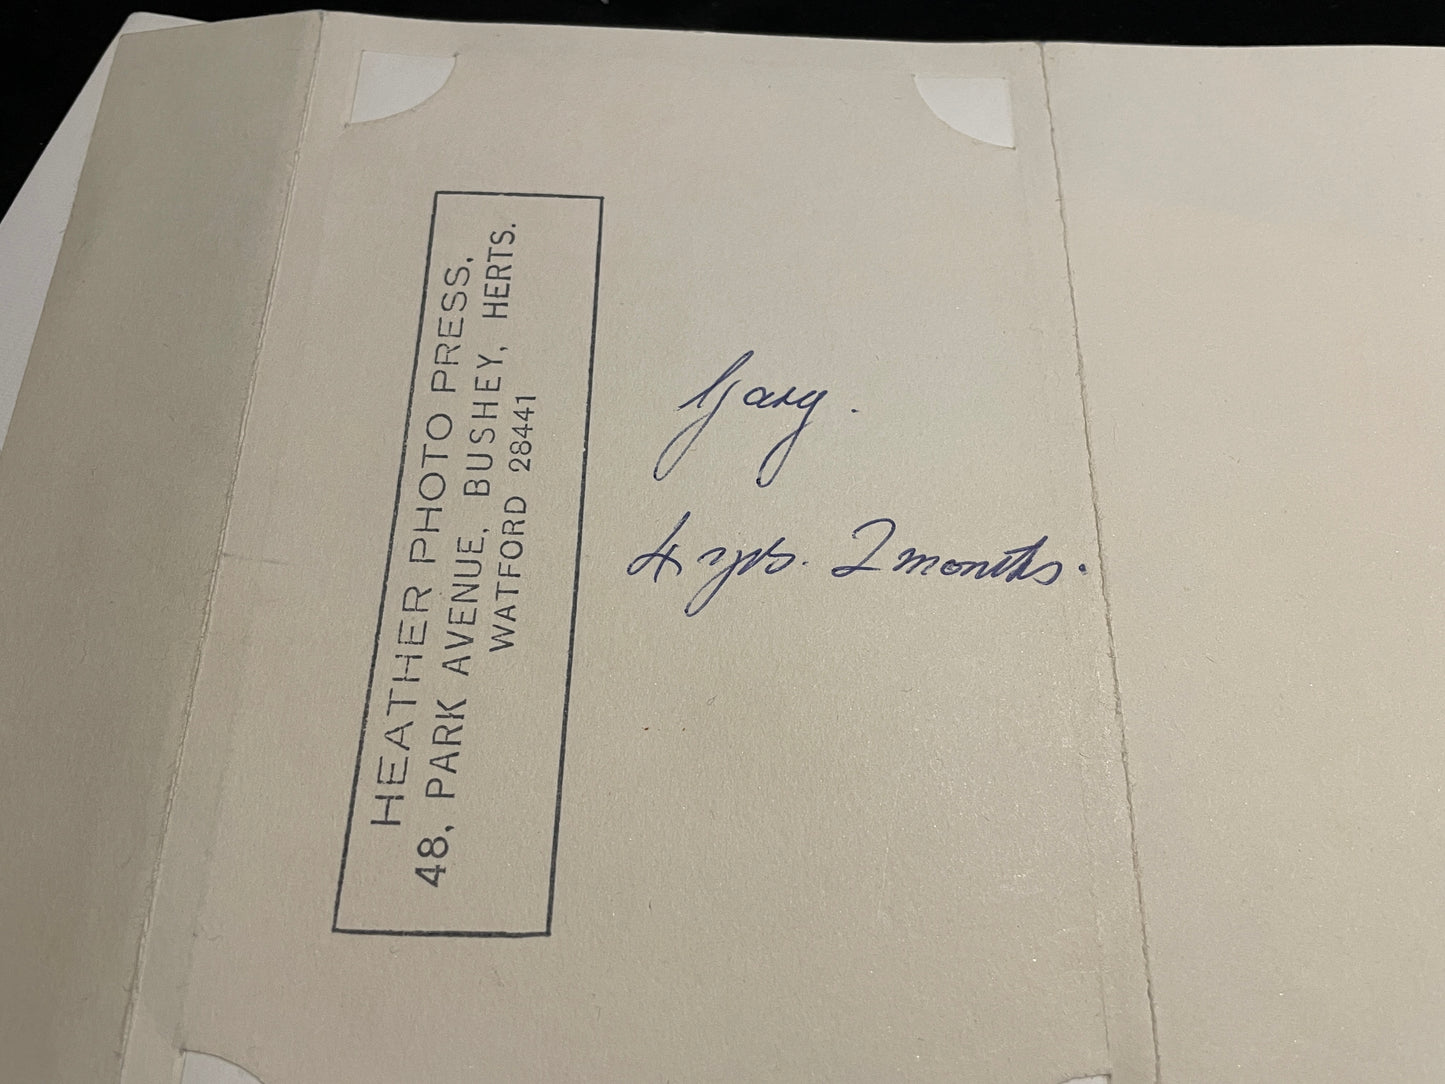 HEATHER PHOTO PRESS.
48, PARK AVENUE, BUSHEY, HERTS.
WATFORD 28441
Gary.
4 yrs. 2 months.